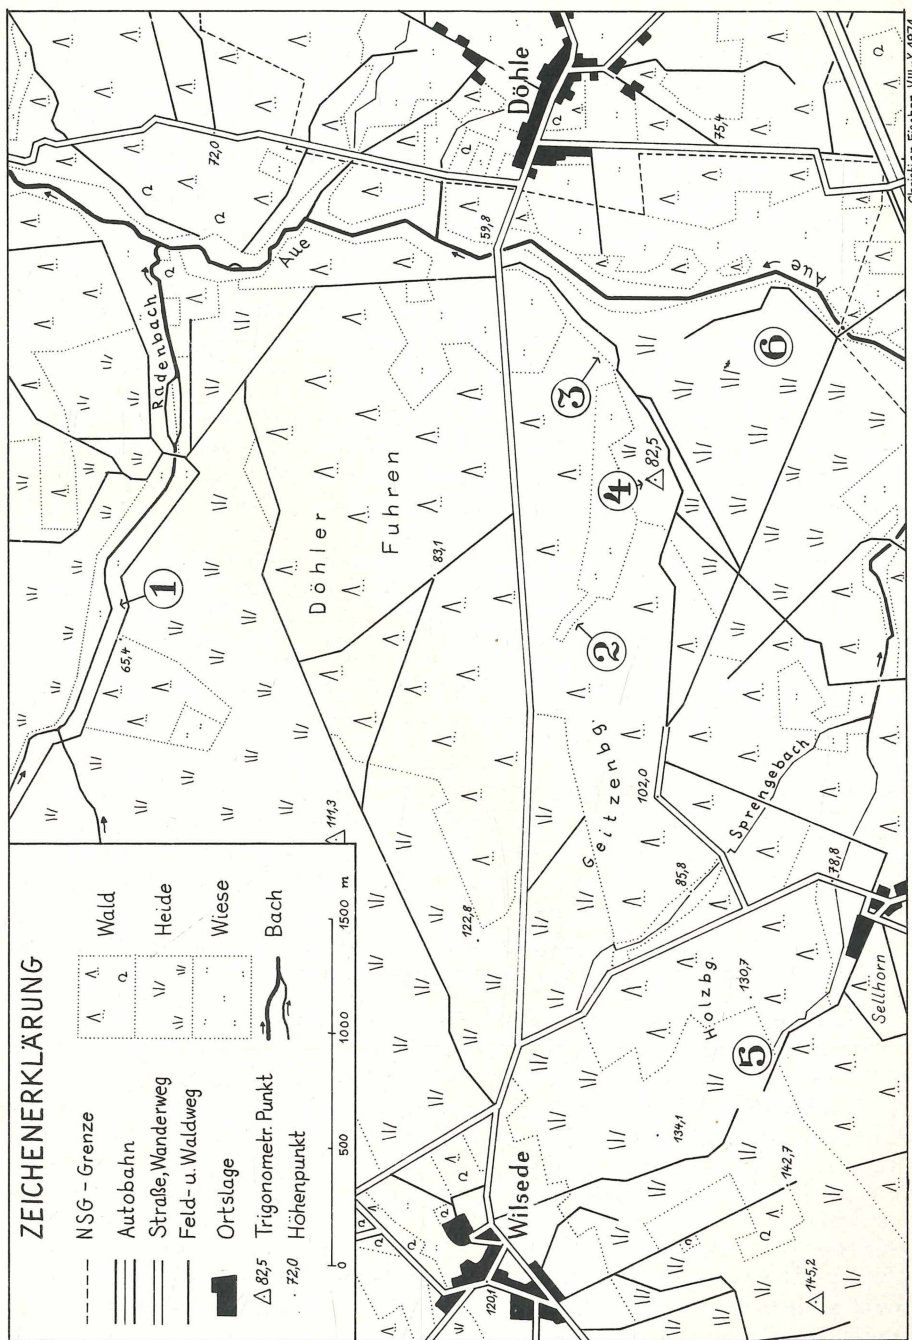 ZEICHENERKLÄRUNG
NSG - Grenze
Autobahn
Straße, Wanderweg
Feld- u. Waldweg
Ortslage
82,5 Trigonometr. Punkt
72,0 Höhenpunkt
Wald
Heide
Wiese
Bach
0 500 1000 1500 m
111,3
65,4
1
Radenbach
72,0
Aue
Döhler
Fuhren
83,1
122,8
59,8
Döhle
75,4
Wilsede
120,1
Geitzenbg.
2
3
4
82,5
102,0
85,8
Sprengebach
Aue
6
Holzbg.
130,7
134,1
5
78,8
Sellhorn
142,7
145,2
VIII. X 1971